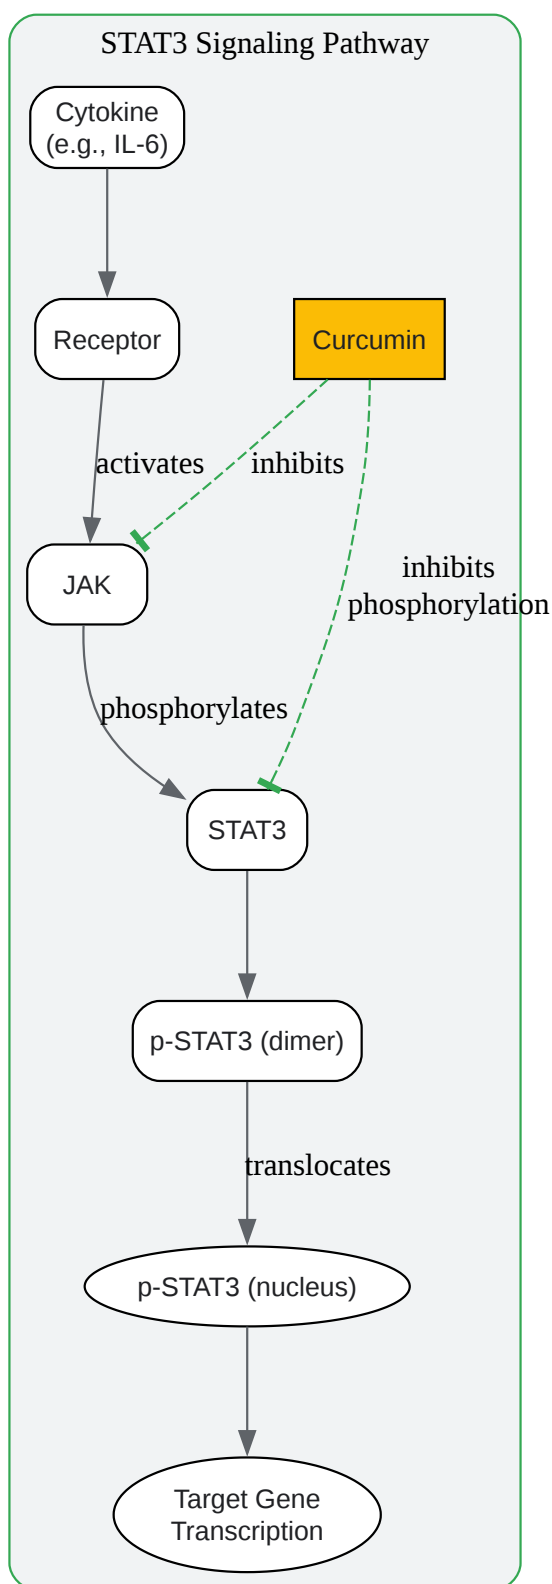 STAT3 Signaling Pathway
Cytokine
(e.g., IL-6)
Receptor
Curcumin
activates
inhibits
JAK
inhibits
phosphorylation
phosphorylates
STAT3
p-STAT3 (dimer)
translocates
p-STAT3 (nucleus)
Target Gene
Transcription